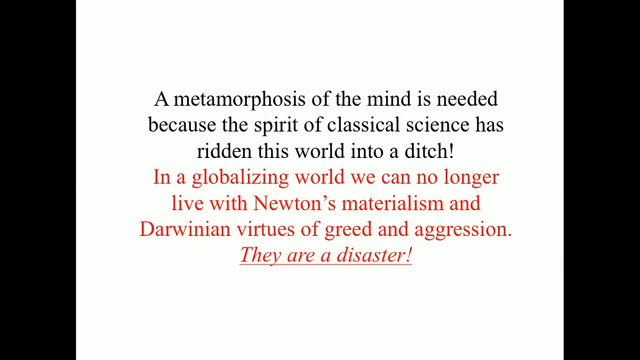 A metamorphosis of the mind is needed
because the spirit of classical science has
ridden this world into a ditch!
In a globalizing world we can no longer
live with Newton’s materialism and
Darwinian virtues of greed and aggression.
They are a disaster!